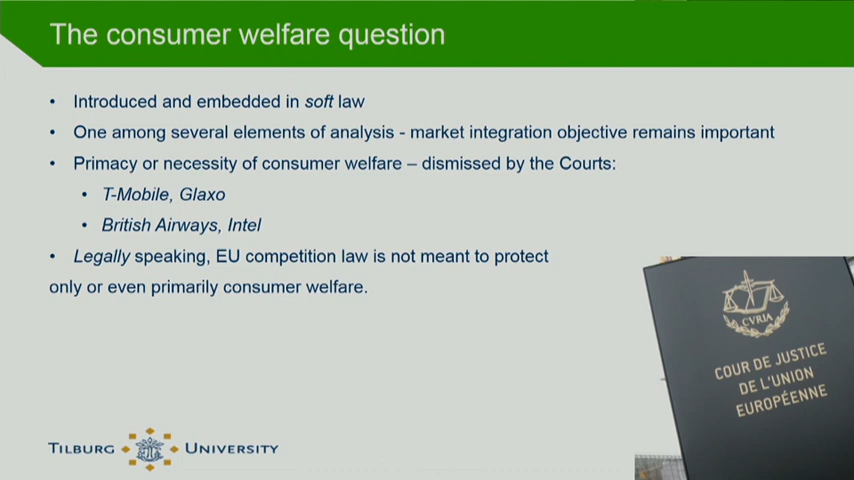 The consumer welfare question
• Introduced and embedded in soft law
• One among several elements of analysis - market integration objective remains important
• Primacy or necessity of consumer welfare – dismissed by the Courts:
• T-Mobile, Glaxo
• British Airways, Intel
• Legally speaking, EU competition law is not meant to protect
only or even primarily consumer welfare.
CVRIA
COUR DE JUSTICE
DE L'UNION
EUROPÉENNE
TILBURG UNIVERSITY